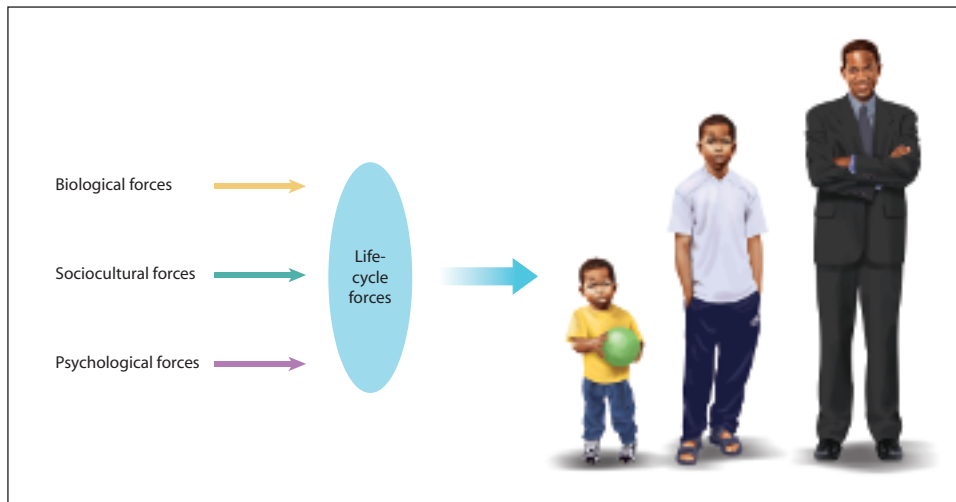 Biological forces
Sociocultural forces
Life-
cycle
forces
Psychological forces